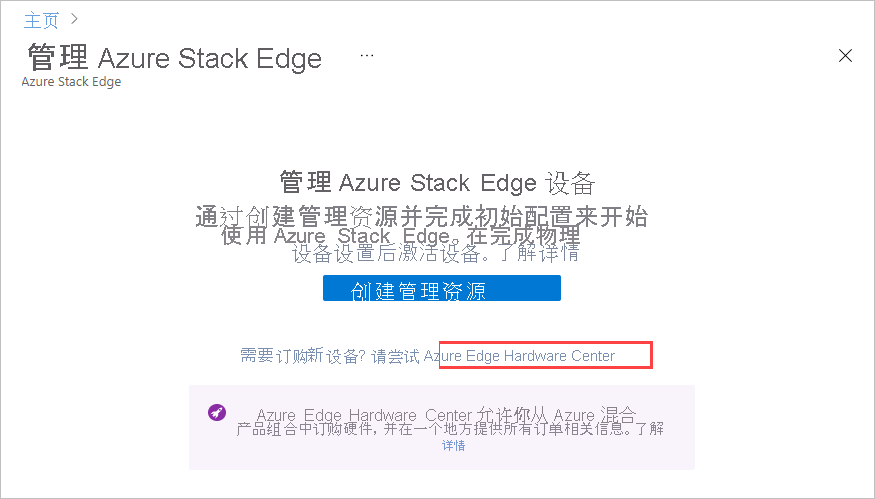 主页 >
管理 Azure Stack Edge ...
Azure Stack Edge
管理 Azure Stack Edge 设备
通过创建管理资源并完成初始配置来开始
使用 Azure Stack Edge。在完成物理
设备设置后激活设备。了解详情
创建管理资源
需要订购新设备? 请尝试 Azure Edge Hardware Center
Azure Edge Hardware Center 允许你从 Azure 混合
产品组合中订购硬件, 并在一个地方提供所有订单相关信息。了解
详情